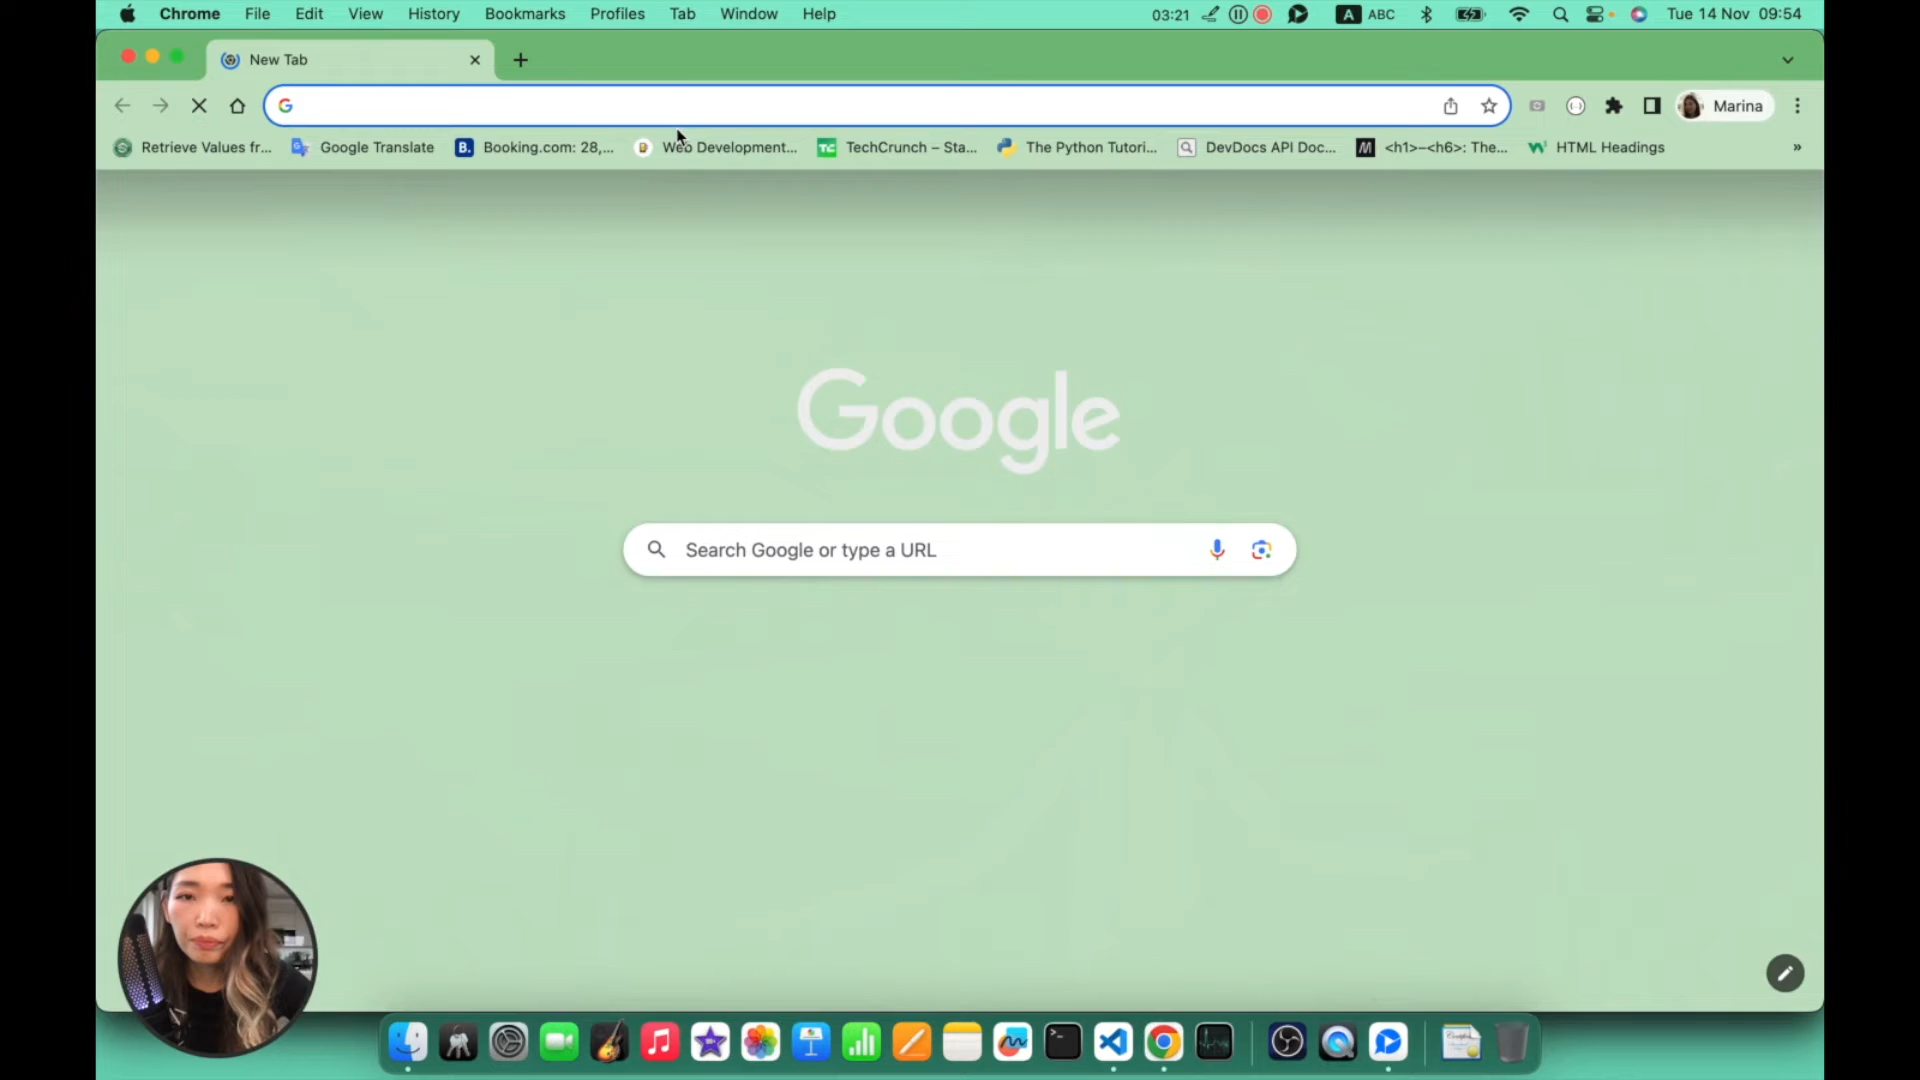 Chrome File Edit View History Bookmarks Profiles Tab Window Help 03:21 A ABC Tue 14 Nov 09:54
New Tab
Marina
Retrieve Values fr... Google Translate B. Booking.com: 28,... Web Development... TC TechCrunch – Sta... The Python Tutori... DevDocs API Doc... <h1>–<h6>: The... HTML Headings »
Google
Search Google or type a URL